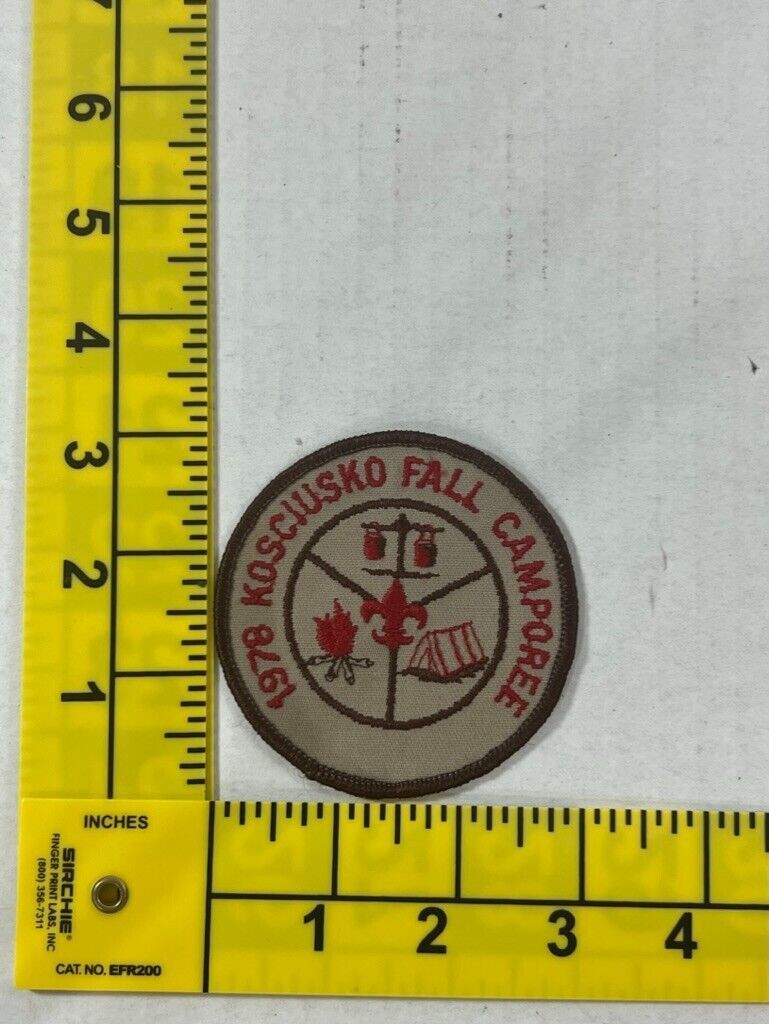 7
6
5
4
3
2
1
1978 KOSCIUSKO FALL CAMPOREE
INCHES
SIRCHIE®
FINGER PRINT LABS, INC
(800) 356-7311
CAT. NO. EFR200
1 2 3 4